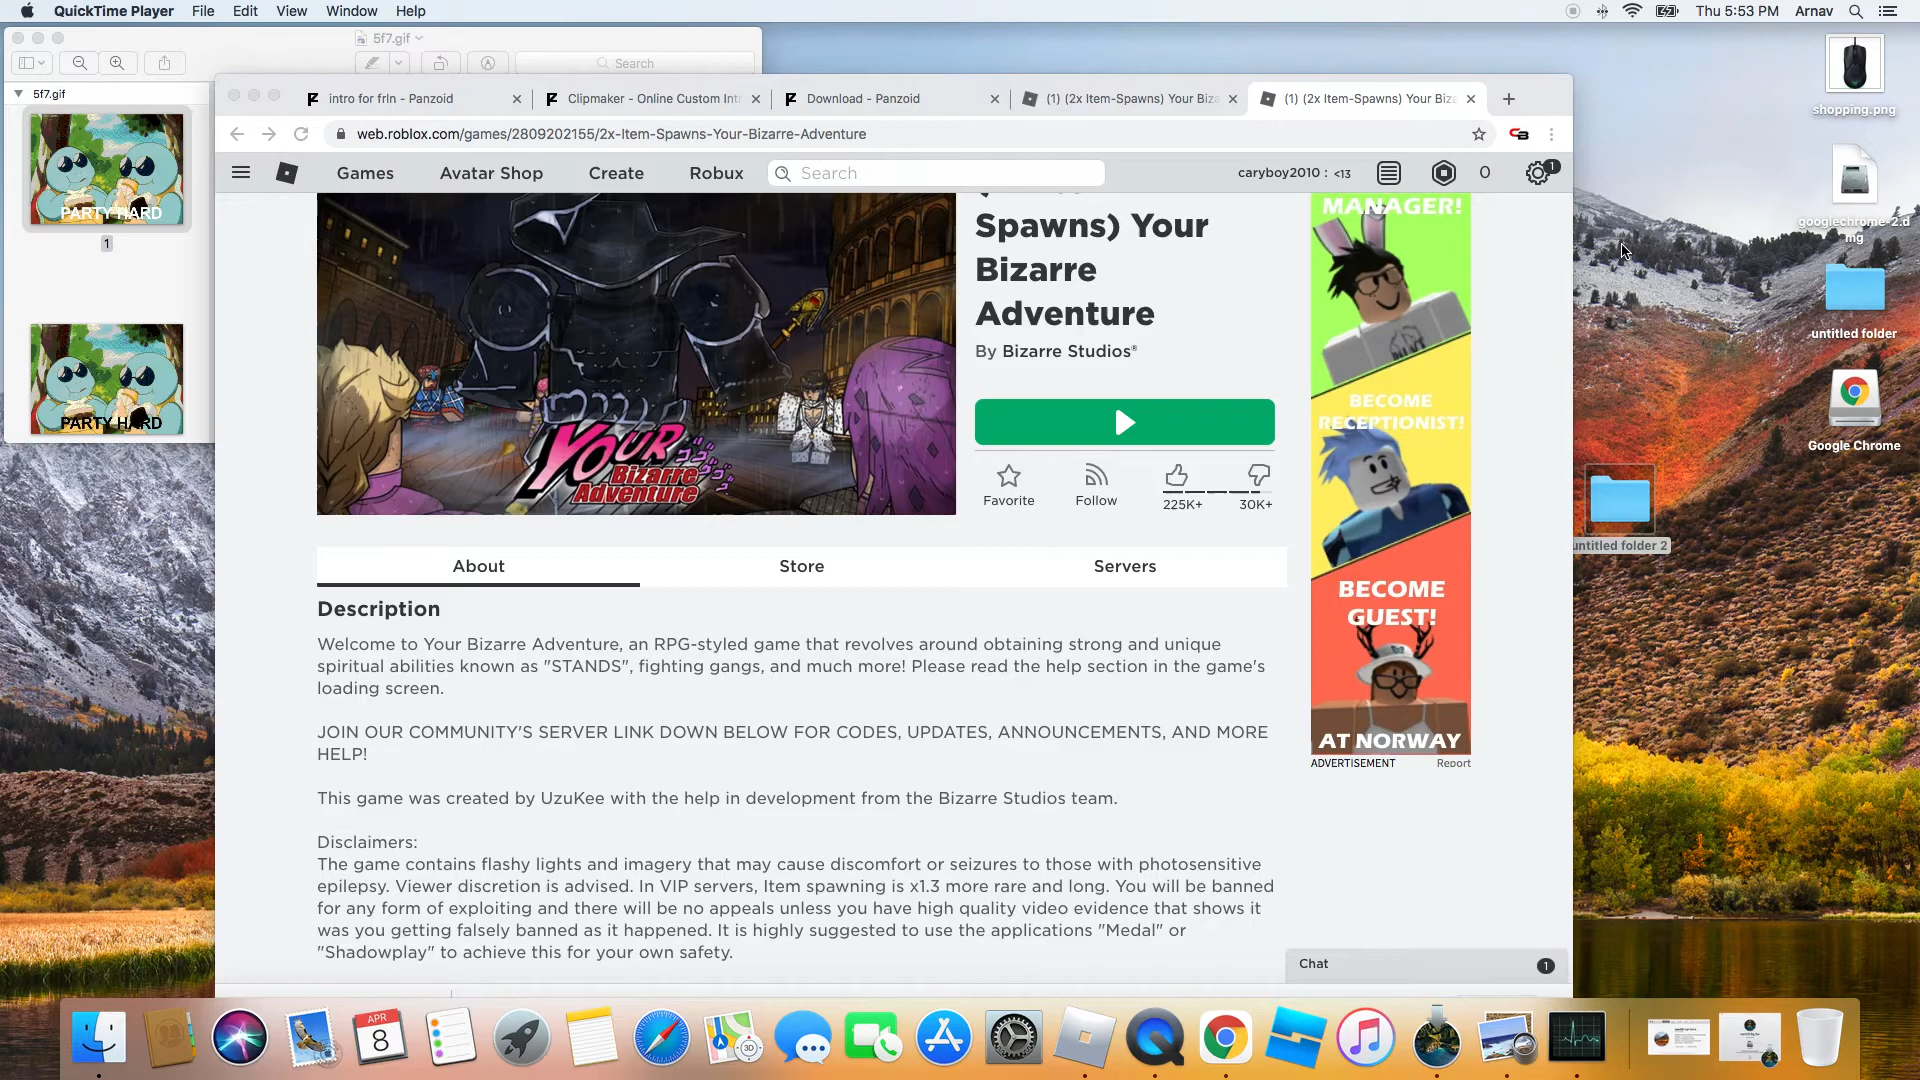 QuickTime Player File Edit View Window Help
Thu 5:53 PM Arnav
5f7.gif
Search
5f7.gif
PARTY HARD
1
PARTY HARD
intro for frln - Panzoid
Clipmaker - Online Custom Int
Download - Panzoid
(1) (2x Item-Spawns) Your Biza
(1) (2x Item-Spawns) Your Biza
web.roblox.com/games/2809202155/2x-Item-Spawns-Your-Bizarre-Adventure
CB
Games Avatar Shop Create Robux Search
caryboy2010 : <13 0 1
Spawns) Your
Bizarre
Adventure
By Bizarre Studios®
YOUR
Bizarre
Adventure
Favorite Follow 225K+ 30K+
About Store Servers
Description
Welcome to Your Bizarre Adventure, an RPG-styled game that revolves around obtaining strong and unique
spiritual abilities known as "STANDS", fighting gangs, and much more! Please read the help section in the game's
loading screen.
JOIN OUR COMMUNITY'S SERVER LINK DOWN BELOW FOR CODES, UPDATES, ANNOUNCEMENTS, AND MORE
HELP!
This game was created by UzuKee with the help in development from the Bizarre Studios team.
Disclaimers:
The game contains flashy lights and imagery that may cause discomfort or seizures to those with photosensitive
epilepsy. Viewer discretion is advised. In VIP servers, Item spawning is x1.3 more rare and long. You will be banned
for any form of exploiting and there will be no appeals unless you have high quality video evidence that shows it
was you getting falsely banned as it happened. It is highly suggested to use the applications "Medal" or
"Shadowplay" to achieve this for your own safety.
MANAGER!
BECOME
RECEPTIONIST!
BECOME
GUEST!
AT NORWAY
ADVERTISEMENT Report
Chat 1
shopping.png
googlechrome-2.d
mg
untitled folder
Google Chrome
untitled folder 2
APR
8
3D